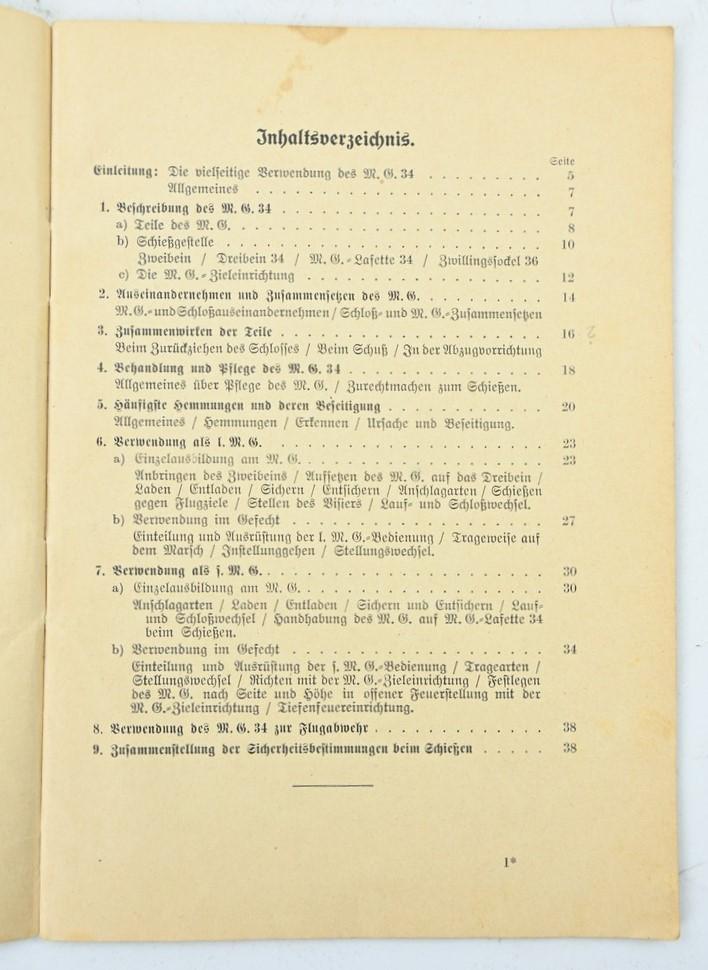 Inhaltsverzeichnis.
Seite
Einleitung: Die vielseitige Verwendung des M. G. 34 . . . . . . . . . 5
Allgemeines . . . . . . . . . . . . . . . . . . . . . . 7
1. Beschreibung des M. G. 34 . . . . . . . . . . . . . . . . . . . . 7
a) Teile des M. G. . . . . . . . . . . . . . . . . . . . . . . 8
b) Schießgestelle . . . . . . . . . . . . . . . . . . . . . . . 10
Zweibein / Dreibein 34 / M. G.-Lafette 34 / Zwillingssockel 36
c) Die M. G.-Zieleinrichtung . . . . . . . . . . . . . . . . . . 12
2. Auseinandernehmen und Zusammensetzen des M. G. . . . . . . . . . 14
M. G.- und Schloßauseinandernehmen / Schloß- und M. G.-Zusammensetzen
3. Zusammenwirken der Teile . . . . . . . . . . . . . . . . . . . . 16 2
Beim Zurückziehen des Schlosses / Beim Schuß / In der Abzugvorrichtung
4. Behandlung und Pflege des M. G. 34 . . . . . . . . . . . . . . . 18
Allgemeines über Pflege des M. G. / Zurechtmachen zum Schießen.
5. Häufigste Hemmungen und deren Beseitigung . . . . . . . . . . . . 20
Allgemeines / Hemmungen / Erkennen / Ursache und Beseitigung.
6. Verwendung als l. M. G. . . . . . . . . . . . . . . . . . . . . 23
a) Einzelausbildung am M. G. . . . . . . . . . . . . . . . . . . 23
Anbringen des Zweibeins / Aufsetzen des M. G. auf das Dreibein /
Laden / Entladen / Sichern / Entsichern / Anschlagarten / Schießen
gegen Flugziele / Stellen des Visiers / Lauf- und Schloßwechsel.
b) Verwendung im Gefecht . . . . . . . . . . . . . . . . . . . 27
Einteilung und Ausrüstung der l. M. G.-Bedienung / Trageweise auf
dem Marsch / Instellunggehen / Stellungswechsel.
7. Verwendung als s. M. G. . . . . . . . . . . . . . . . . . . . . . 30
a) Einzelausbildung am M. G. . . . . . . . . . . . . . . . . . . 30
Anschlagarten / Laden / Entladen / Sichern und Entsichern / Lauf-
und Schloßwechsel / Handhabung des M. G. auf M. G.-Lafette 34
beim Schießen.
b) Verwendung im Gefecht . . . . . . . . . . . . . . . . . . . 34
Einteilung und Ausrüstung der s. M. G.-Bedienung / Tragearten /
Stellungswechsel / Richten mit der M. G.-Zieleinrichtung / Festlegen
des M. G. nach Seite und Höhe in offener Feuerstellung mit der
M. G.-Zieleinrichtung / Tiefenfeuereinrichtung.
8. Verwendung des M. G. 34 zur Flugabwehr . . . . . . . . . . . . . 38
9. Zusammenstellung der Sicherheitsbestimmungen beim Schießen . . . . . 38
1*